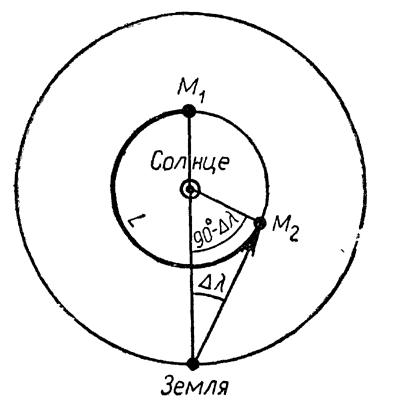 M₁
Солнце
L
90°-Δλ
M₂
Δλ
Земля